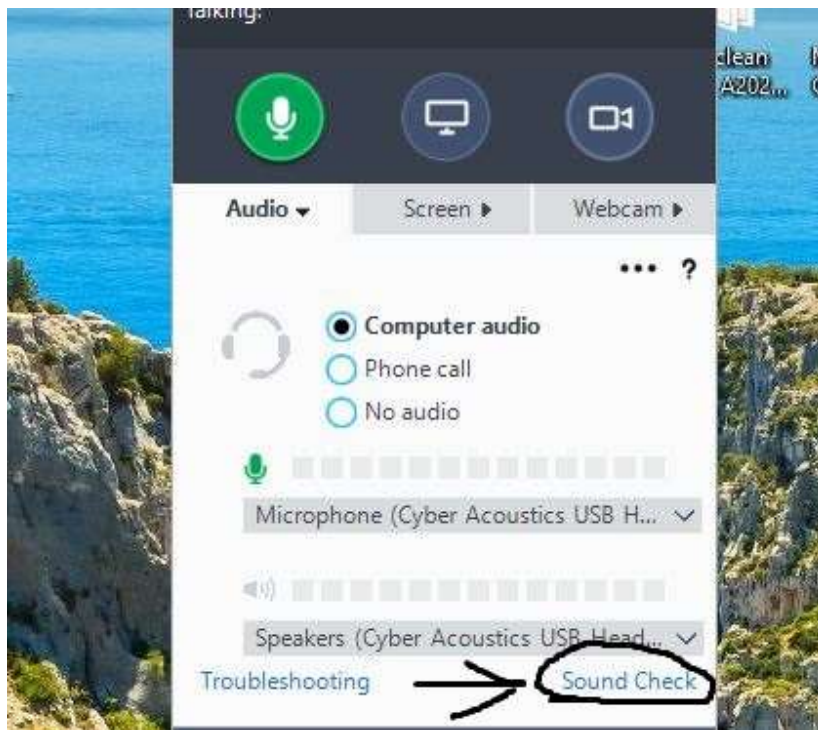 Talking:
clean
A202...
Audio
Screen
Webcam
... ?
Computer audio
Phone call
No audio
Microphone (Cyber Acoustics USB H...
Speakers (Cyber Acoustics USB Head...
Troubleshooting
Sound Check